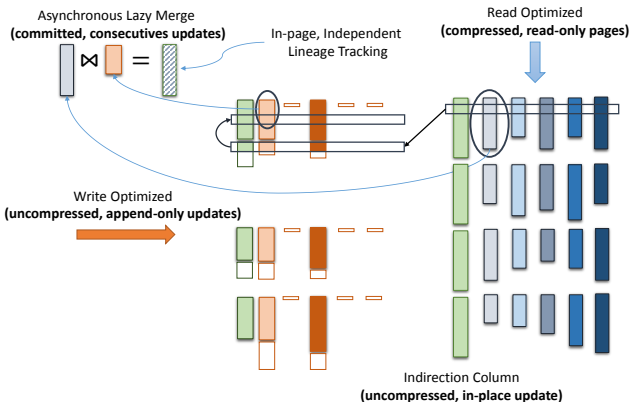 Asynchronous Lazy Merge
(committed, consecutives updates)
In-page, Independent
Lineage Tracking
Read Optimized
(compressed, read-only pages)
Write Optimized
(uncompressed, append-only updates)
Indirection Column
(uncompressed, in-place update)